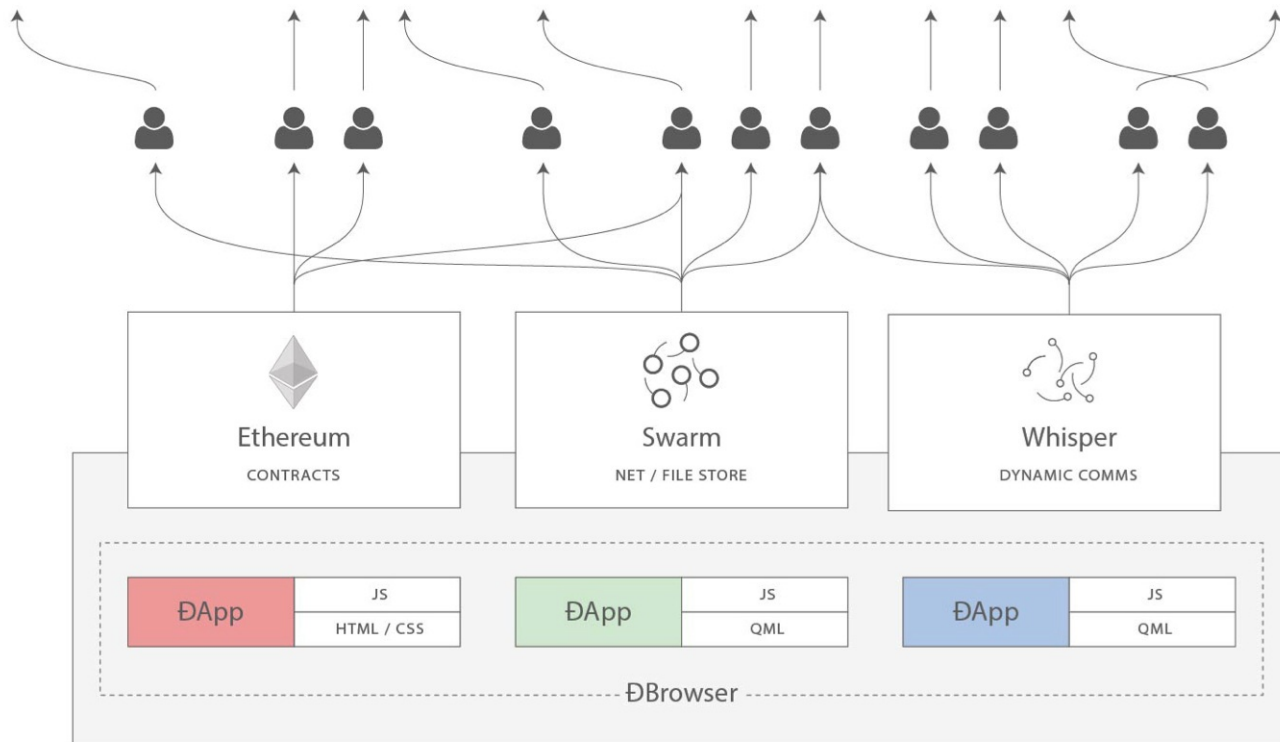 Ethereum
CONTRACTS
Swarm
NET / FILE STORE
Whisper
DYNAMIC COMMS
ĐApp
JS
HTML / CSS
ĐApp
JS
QML
ĐApp
JS
QML
ĐBrowser